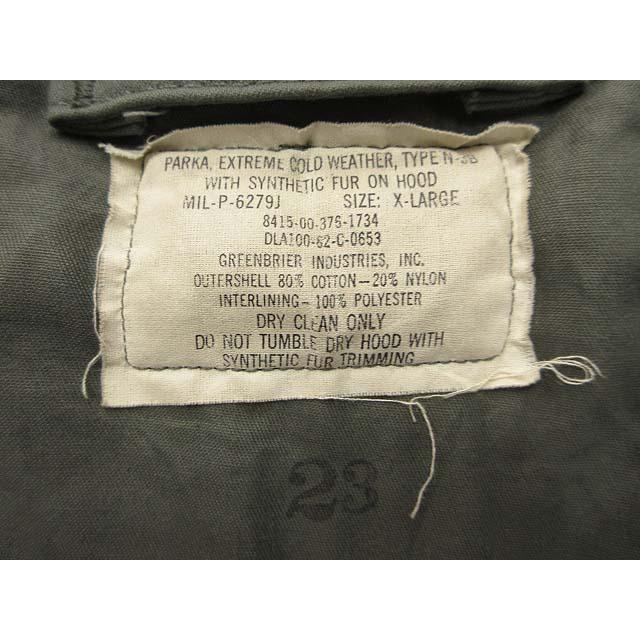 PARKA, EXTREME COLD WEATHER, TYPE N-3B
WITH SYNTHETIC FUR ON HOOD
MIL-P-6279J SIZE: X-LARGE
8415-00-376-1734
DLA100-82-C-0653
GREENBRIER INDUSTRIES, INC.
OUTERSHELL 80% COTTON—20% NYLON
INTERLINING—100% POLYESTER
DRY CLEAN ONLY
DO NOT TUMBLE DRY HOOD WITH
SYNTHETIC FUR TRIMMING
23